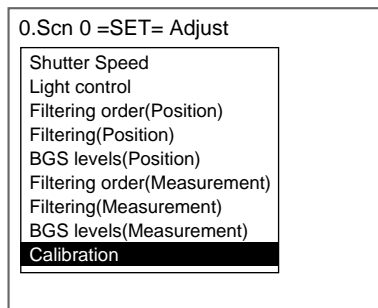 0.Scn 0 =SET= Adjust
Shutter Speed
Light control
Filtering order(Position)
Filtering(Position)
BGS levels(Position)
Filtering order(Measurement)
Filtering(Measurement)
BGS levels(Measurement)
Calibration